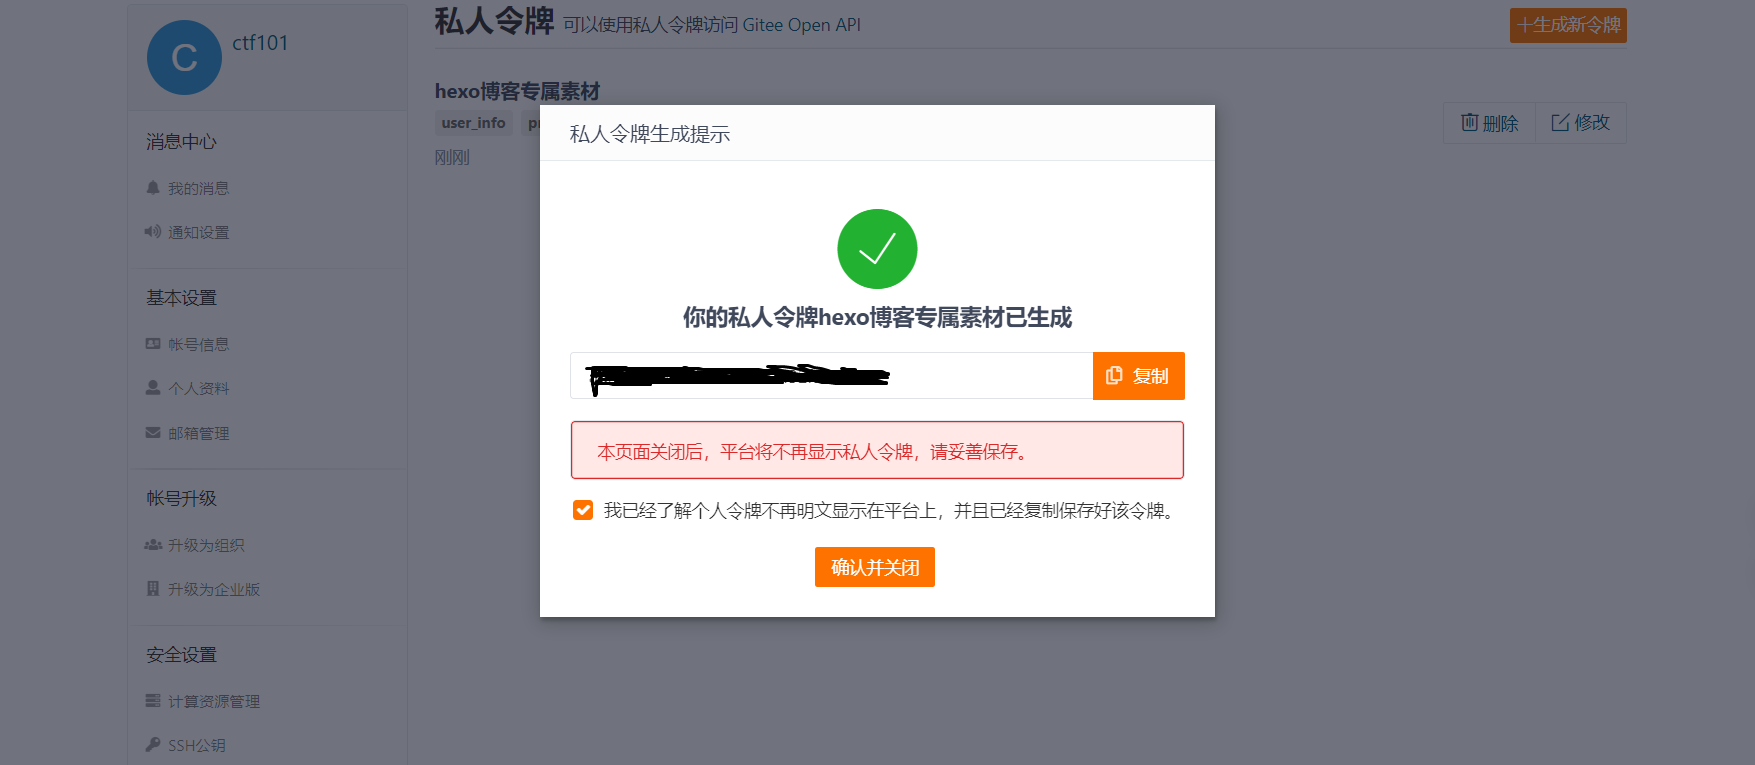 C
ctf101
消息中心
我的消息
通知设置
基本设置
帐号信息
个人资料
邮箱管理
帐号升级
升级为组织
升级为企业版
安全设置
计算资源管理
SSH公钥
私人令牌 可以使用私人令牌访问 Gitee Open API
+生成新令牌
hexo博客专属素材
user_info
刚刚
删除
修改
私人令牌生成提示
你的私人令牌hexo博客专属素材已生成
复制
本页面关闭后，平台将不再显示私人令牌，请妥善保存。
我已经了解个人令牌不再明文显示在平台上，并且已经复制保存好该令牌。
确认并关闭